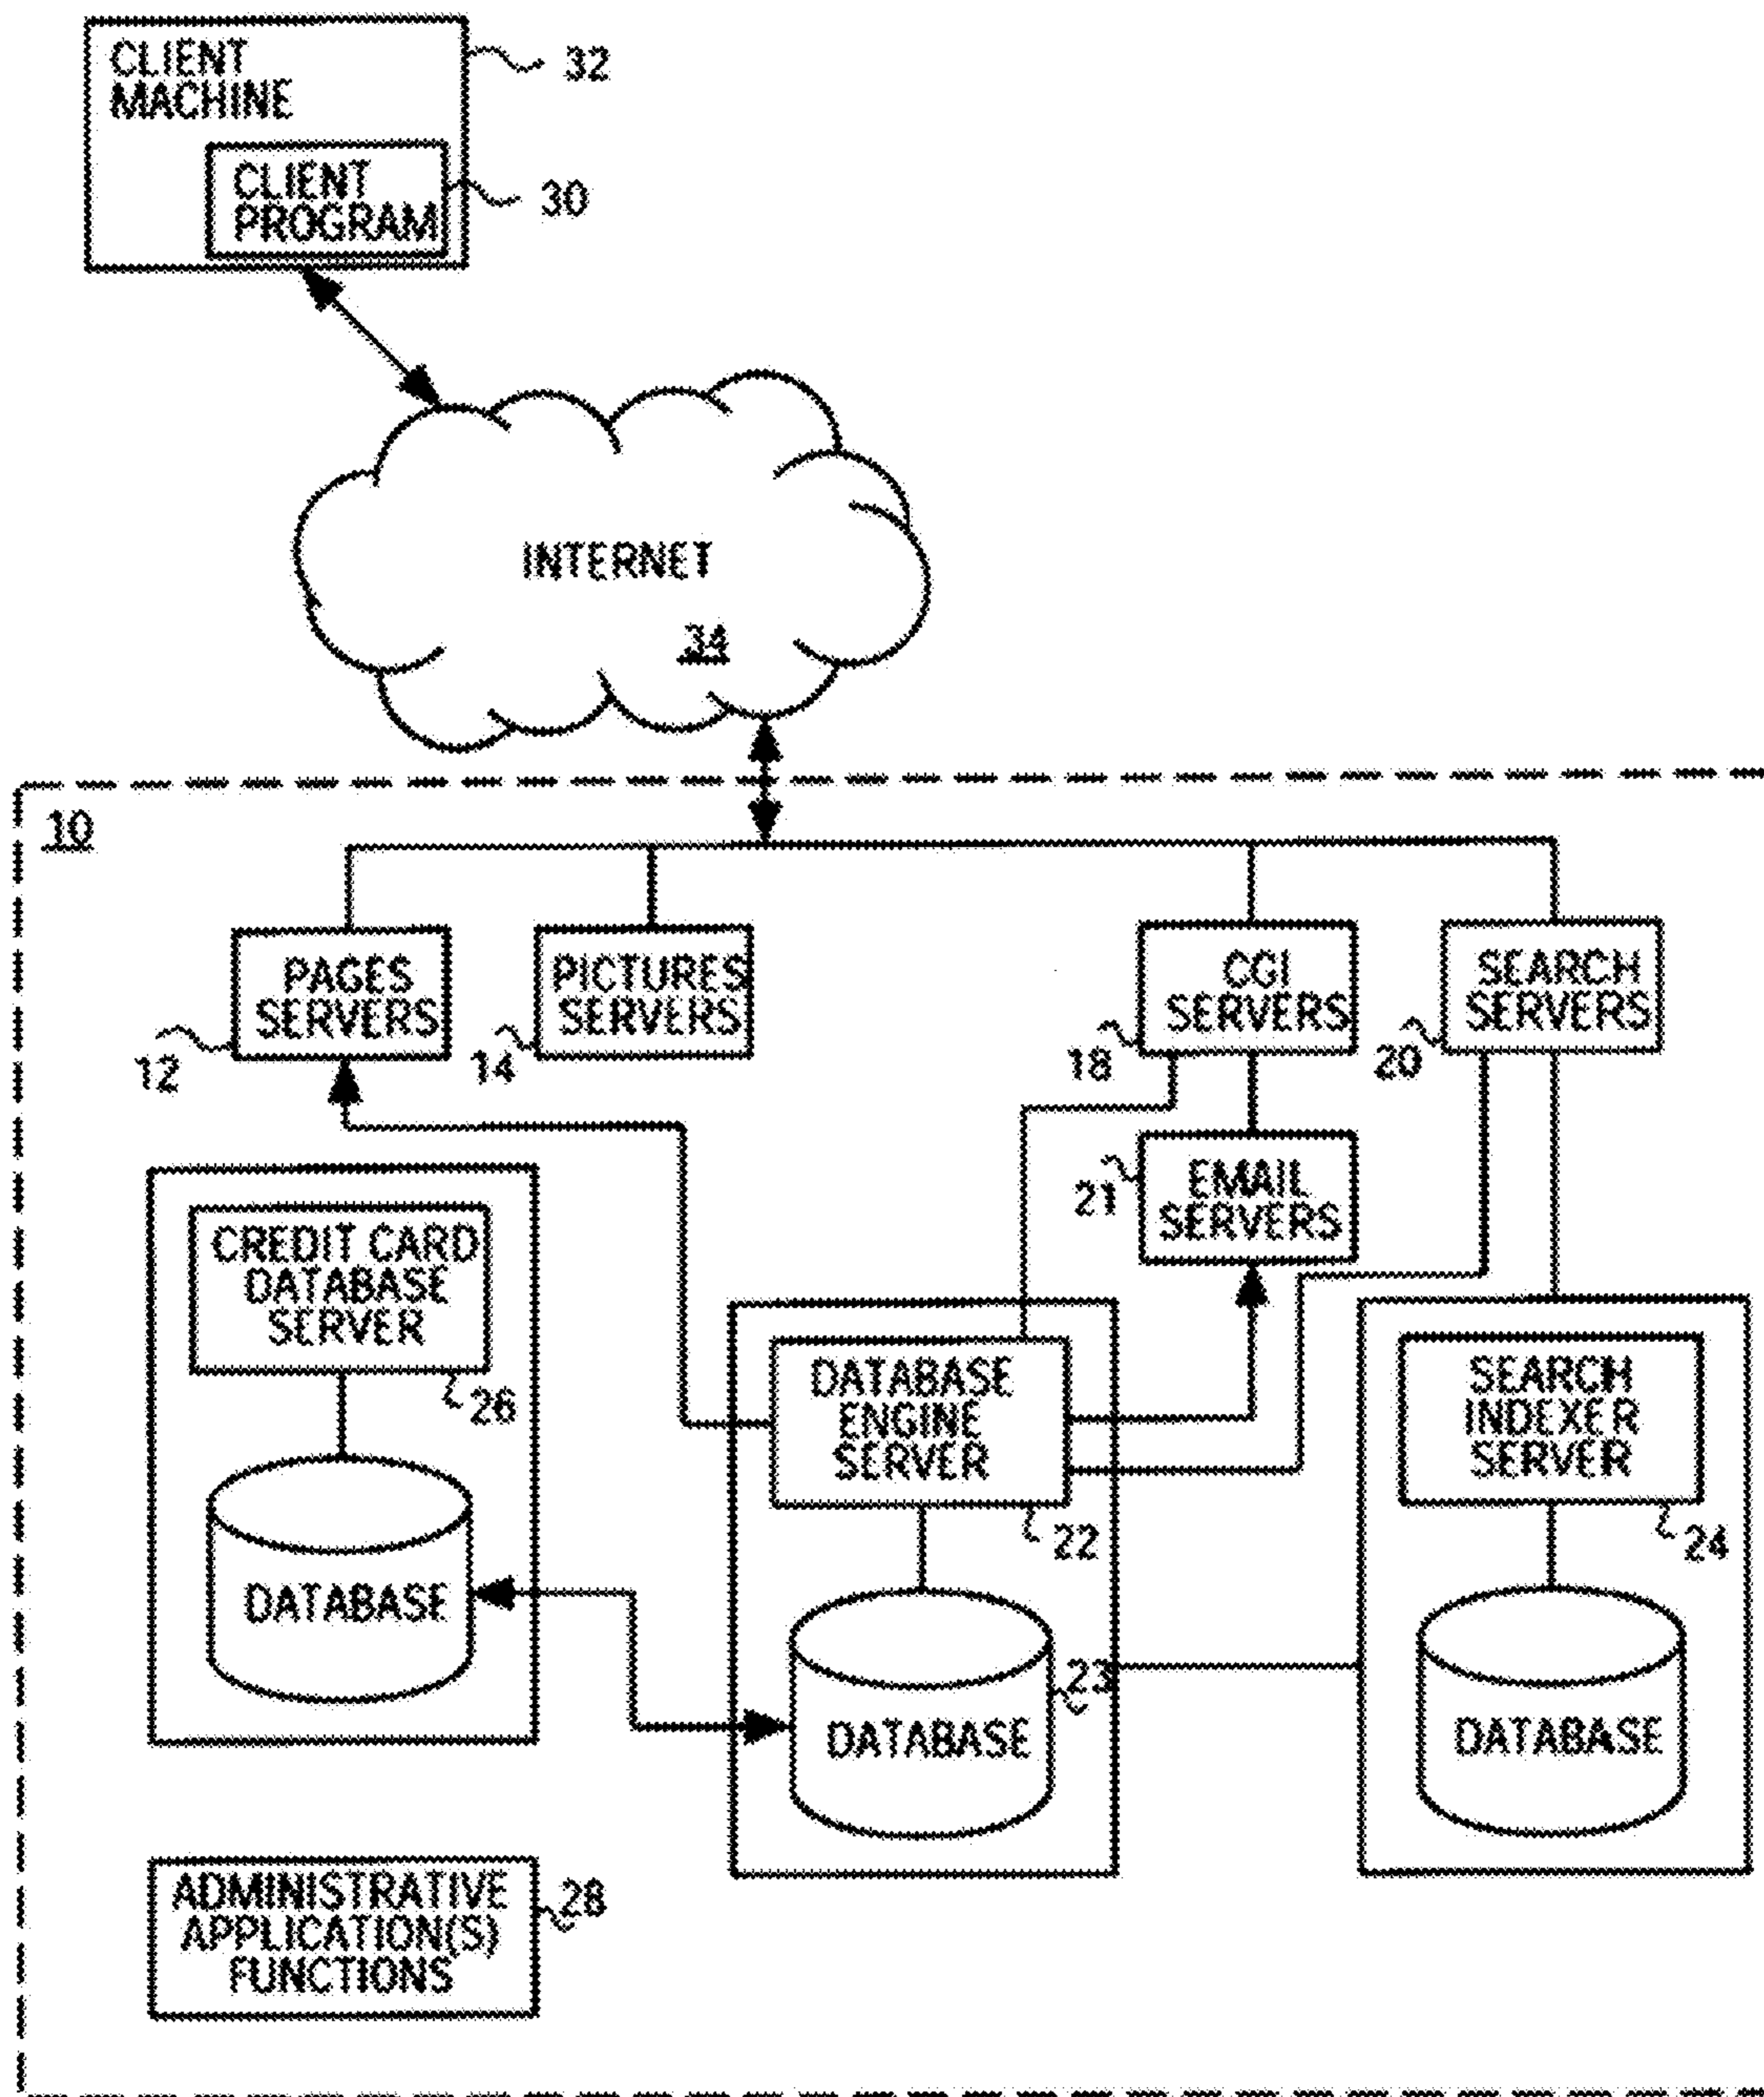 CLIENT
MACHINE
32
CLIENT
PROGRAM
30
INTERNET
34
10
PAGES
SERVERS
12
PICTURES
SERVERS
14
CGI
SERVERS
18
SEARCH
SERVERS
20
EMAIL
SERVERS
21
CREDIT CARD
DATABASE
SERVER
26
DATABASE
DATABASE
ENGINE
SERVER
22
DATABASE
23
SEARCH
INDEXER
SERVER
24
DATABASE
ADMINISTRATIVE
APPLICATION(S)
FUNCTIONS
28